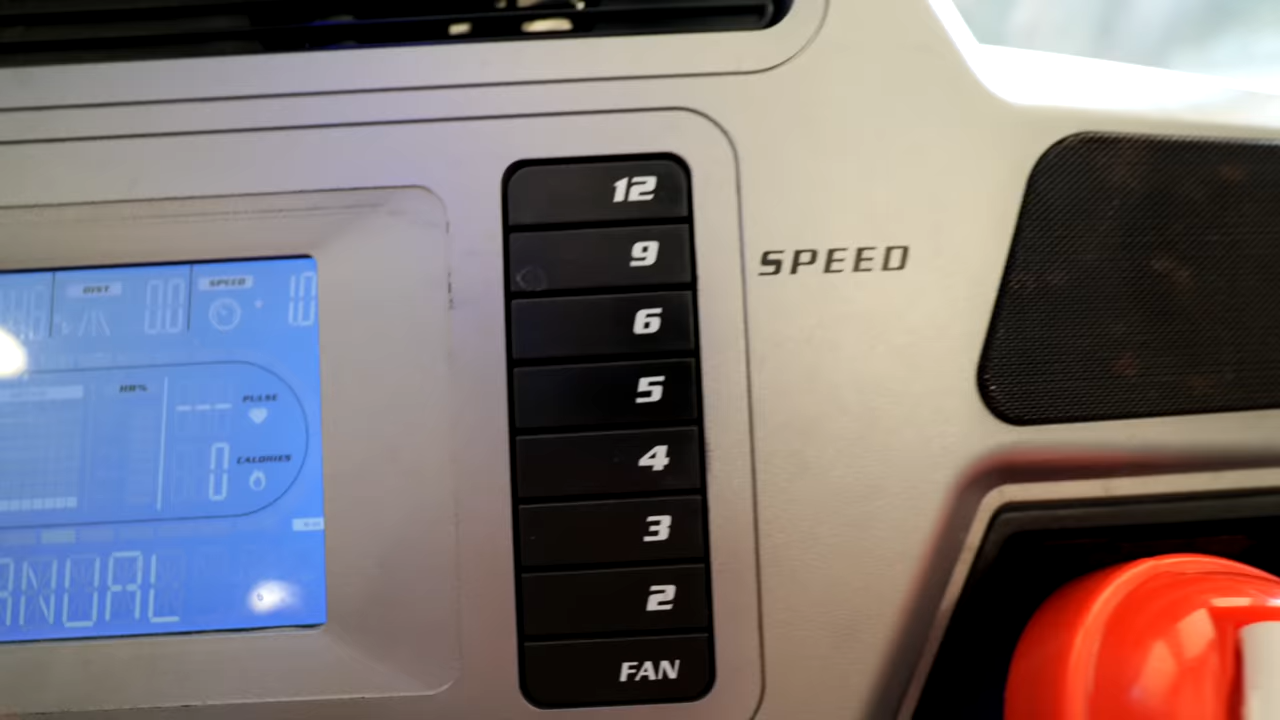 12
9
SPEED
6
5
4
3
2
FAN
DIST
0.0
SPEED
1.0
HR%
PULSE
---
0
CALORIES
ANUAL